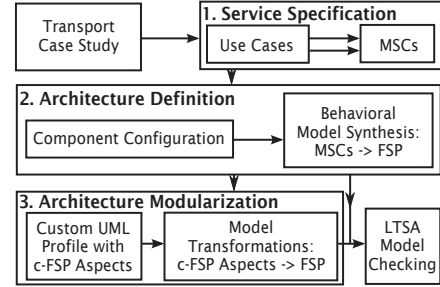 Transport
Case Study
1. Service Specification
Use Cases
MSCs
2. Architecture Definition
Component Configuration
Behavioral
Model Synthesis:
MSCs -> FSP
3. Architecture Modularization
Custom UML
Profile with
c-FSP Aspects
Model
Transformations:
c-FSP Aspects -> FSP
LTSA
Model
Checking